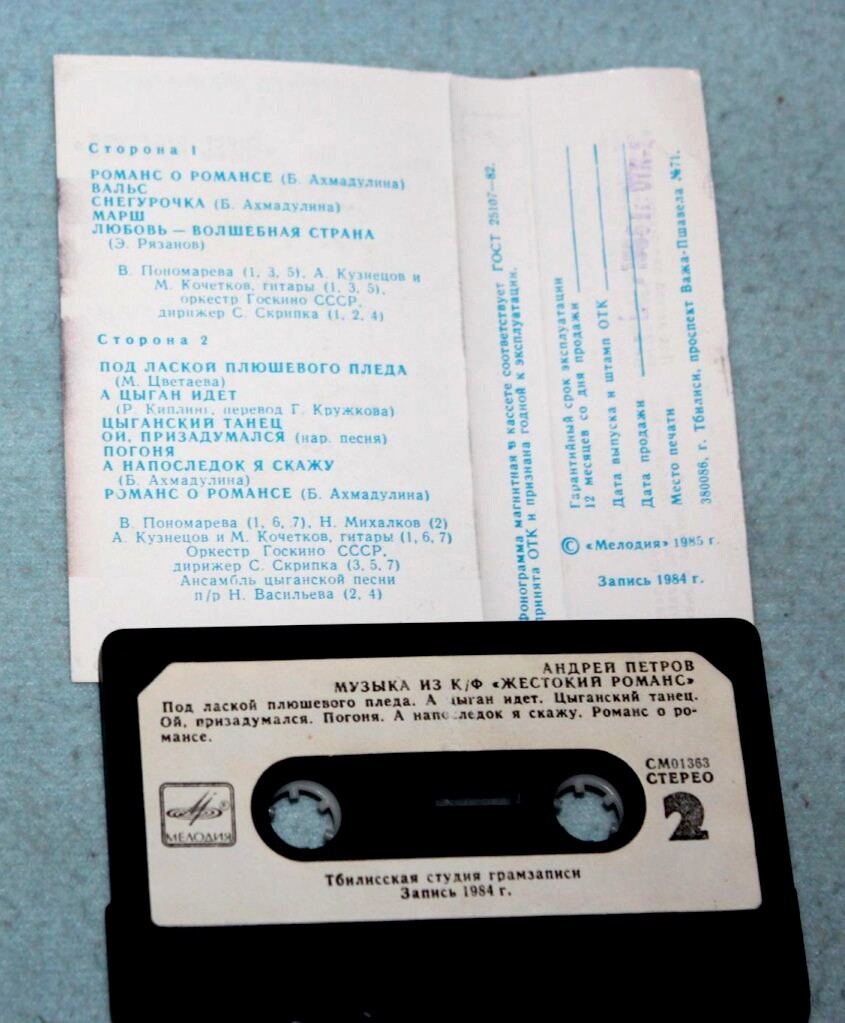 Сторона 1
РОМАНС О РОМАНСЕ (Б. Ахмадулина)
ВАЛЬС
СНЕГУРОЧКА (Б. Ахмадулина)
МАРШ
ЛЮБОВЬ — ВОЛШЕБНАЯ СТРАНА
(Э. Рязанов)
В. Пономарева (1, 3, 5), А. Кузнецов и
М. Кочетков, гитары (1, 3, 5),
оркестр Госкино СССР,
дирижер С. Скрипка (1, 2, 4)
Сторона 2
ПОД ЛАСКОЙ ПЛЮШЕВОГО ПЛЕДА
(М. Цветаева)
А ЦЫГАН ИДЕТ
(Р. Киплинг, перевод Г. Кружкова)
ЦЫГАНСКИЙ ТАНЕЦ
ОЙ, ПРИЗАДУМАЛСЯ (нар. песня)
ПОГОНЯ
А НАПОСЛЕДОК Я СКАЖУ
(Б. Ахмадулина)
РОМАНС О РОМАНСЕ (Б. Ахмадулина)
В. Пономарева (1, 6, 7), Н. Михалков (2)
А. Кузнецов и М. Кочетков, гитары (1, 6, 7)
Оркестр Госкино СССР,
дирижер С. Скрипка (3, 5, 7)
Ансамбль цыганской песни
п/р Н. Васильева (2, 4)
Фонограмма магнитная в кассете соответствует ГОСТ 25107—82.
принята ОТК и признана годной к эксплуатации.
Гарантийный срок эксплуатации
12 месяцев со дня продажи
Дата выпуска и штамп ОТК
Дата продажи
Место печати
380086, г. Тбилиси, проспект Важа-Пшавела №71.
© «Мелодия» 1985 г.
Запись 1984 г.
АНДРЕЙ ПЕТРОВ
МУЗЫКА ИЗ К/Ф «ЖЕСТОКИЙ РОМАНС»
Под лаской плюшевого пледа. А цыган идет. Цыганский танец.
Ой, призадумался. Погоня. А напоследок я скажу. Романс о ро-
мансе.
СМ01363
СТЕРЕО
2
МЕЛОДИЯ
Тбилисская студия грамзаписи
Запись 1984 г.